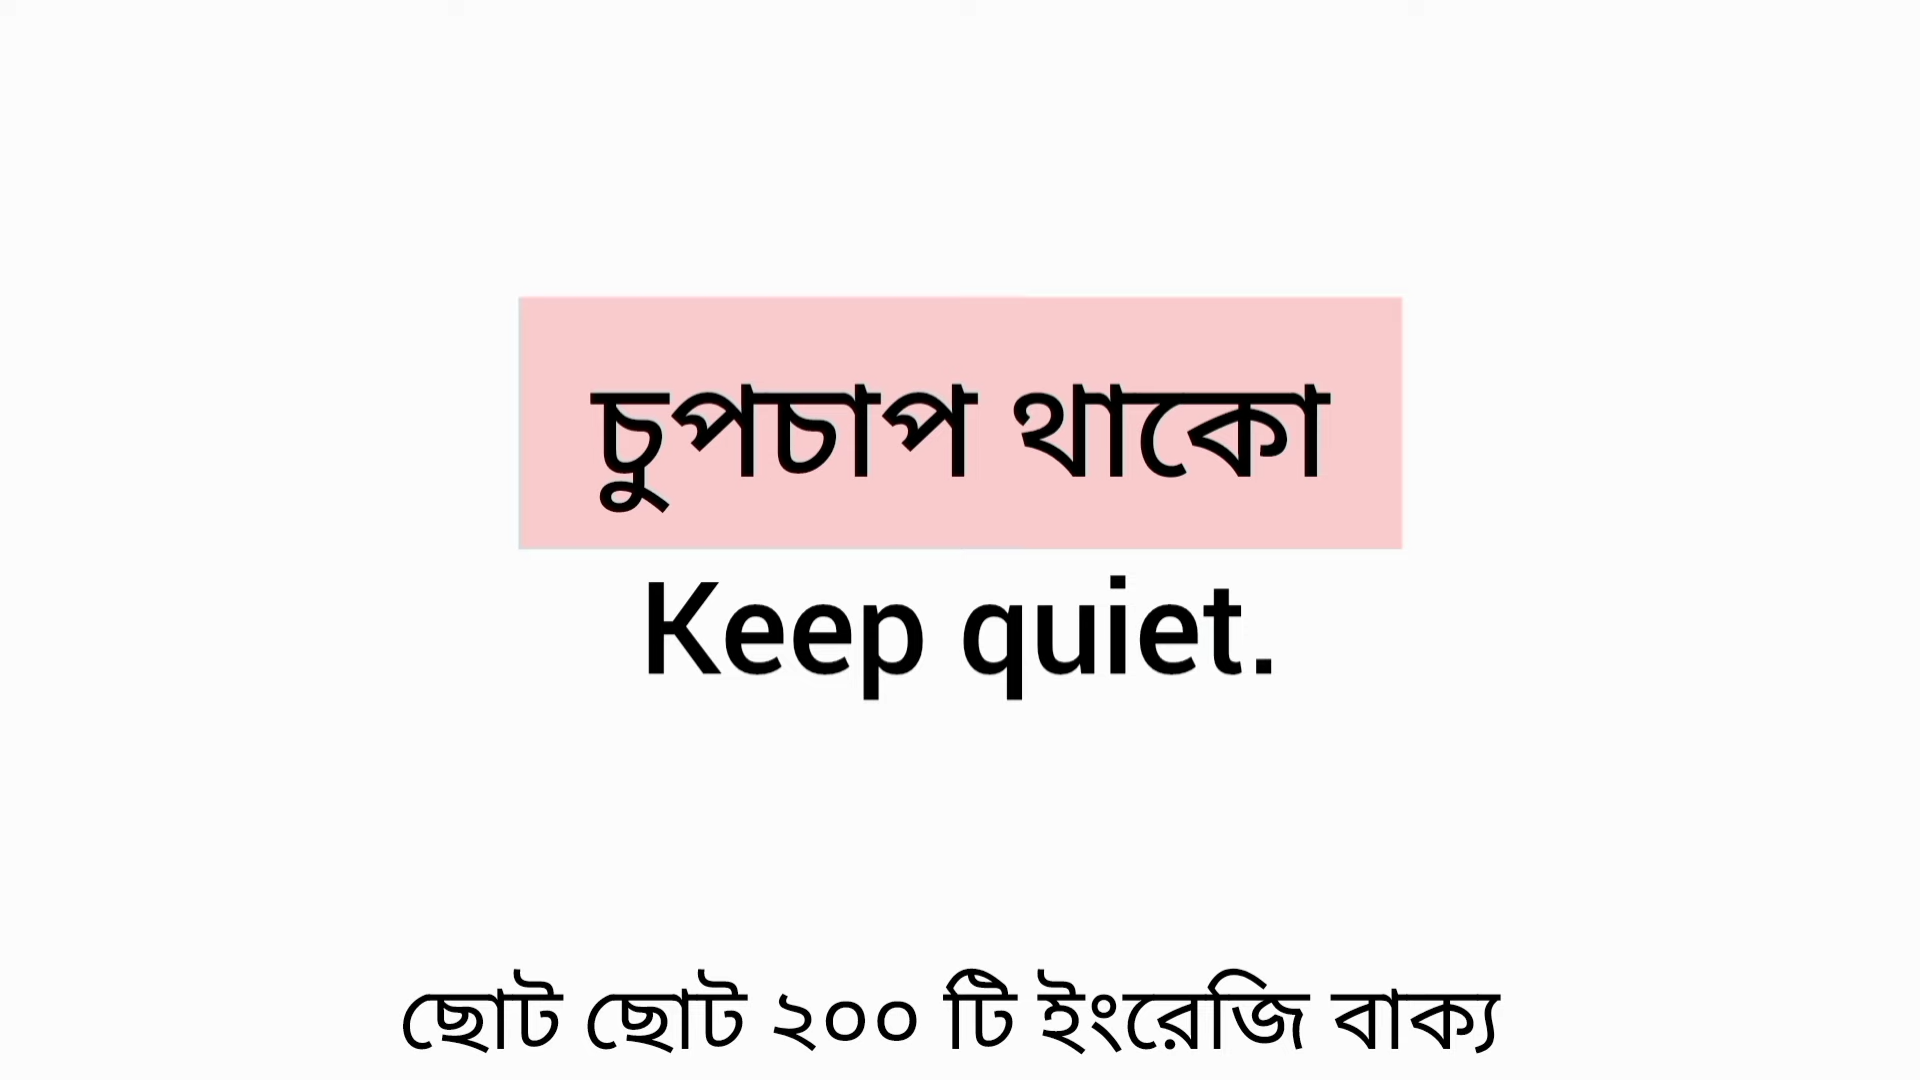 চুপচাপ থাকো
Keep quiet.
ছোট ছোট ২০০ টি ইংরেজি বাক্য